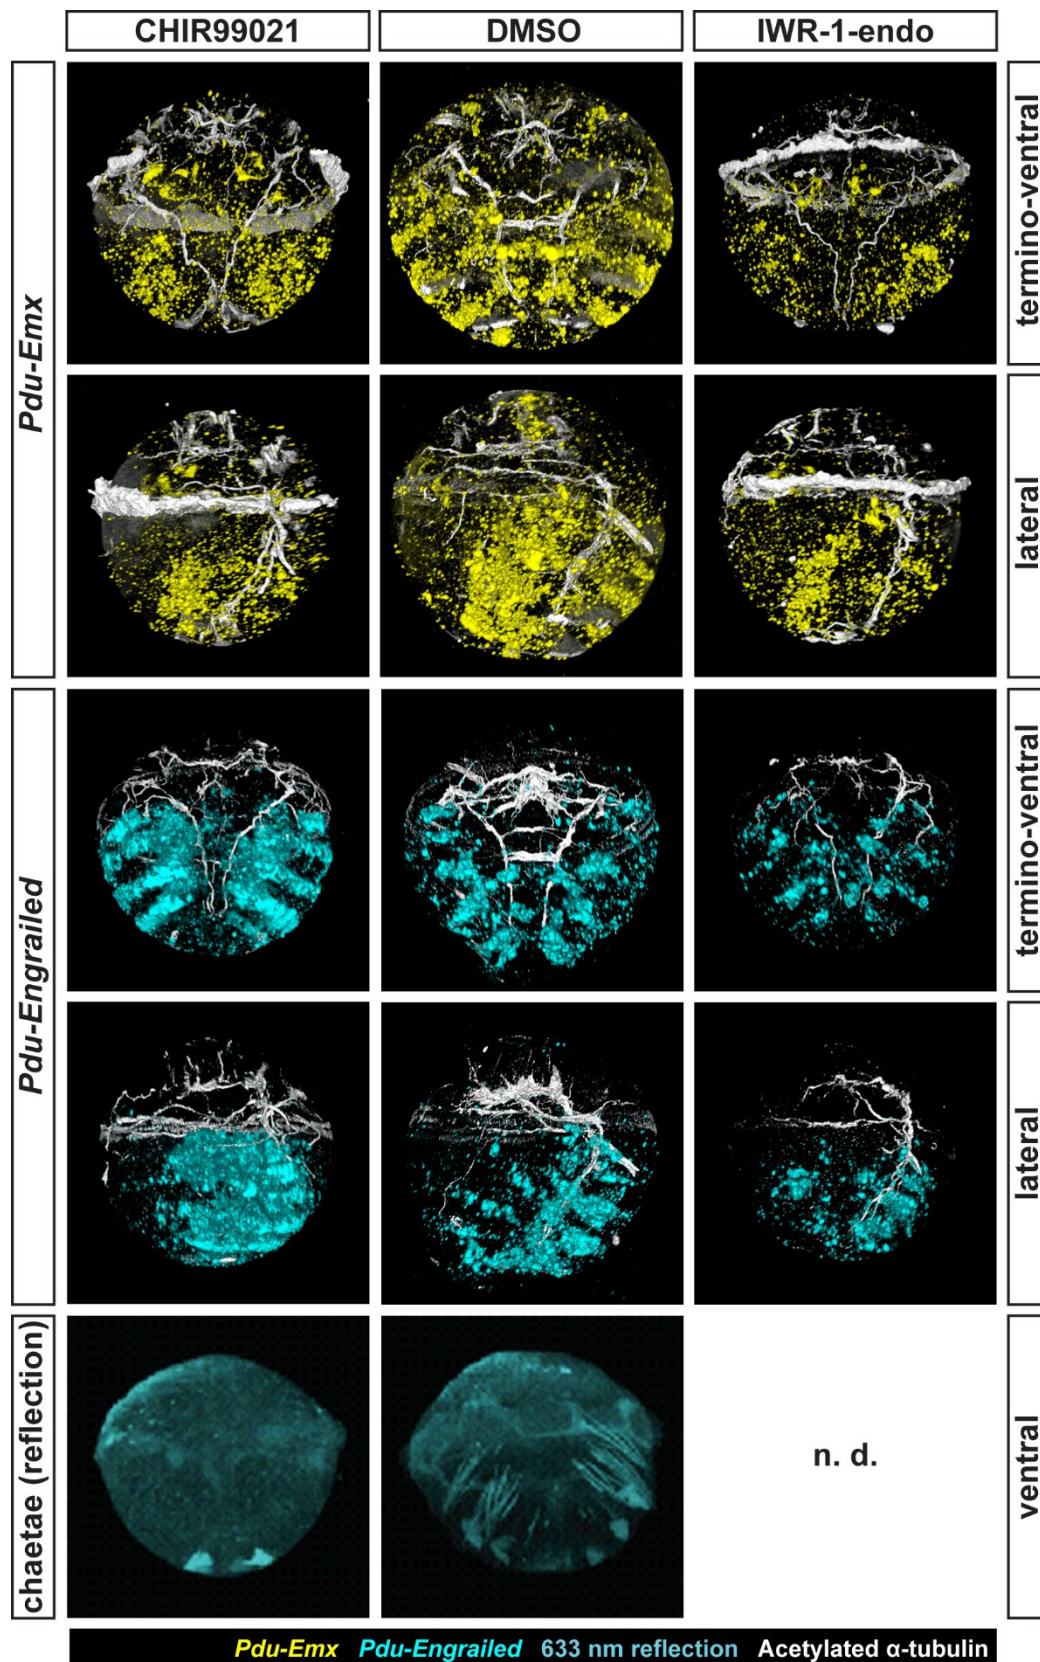 CHIR99021 DMSO IWR-1-endo
Pdu-Emx
termino-ventral
lateral
Pdu-Engrailed
termino-ventral
lateral
chaetae (reflection)
n. d.
ventral
Pdu-Emx Pdu-Engrailed 633 nm reflection Acetylated α-tubulin